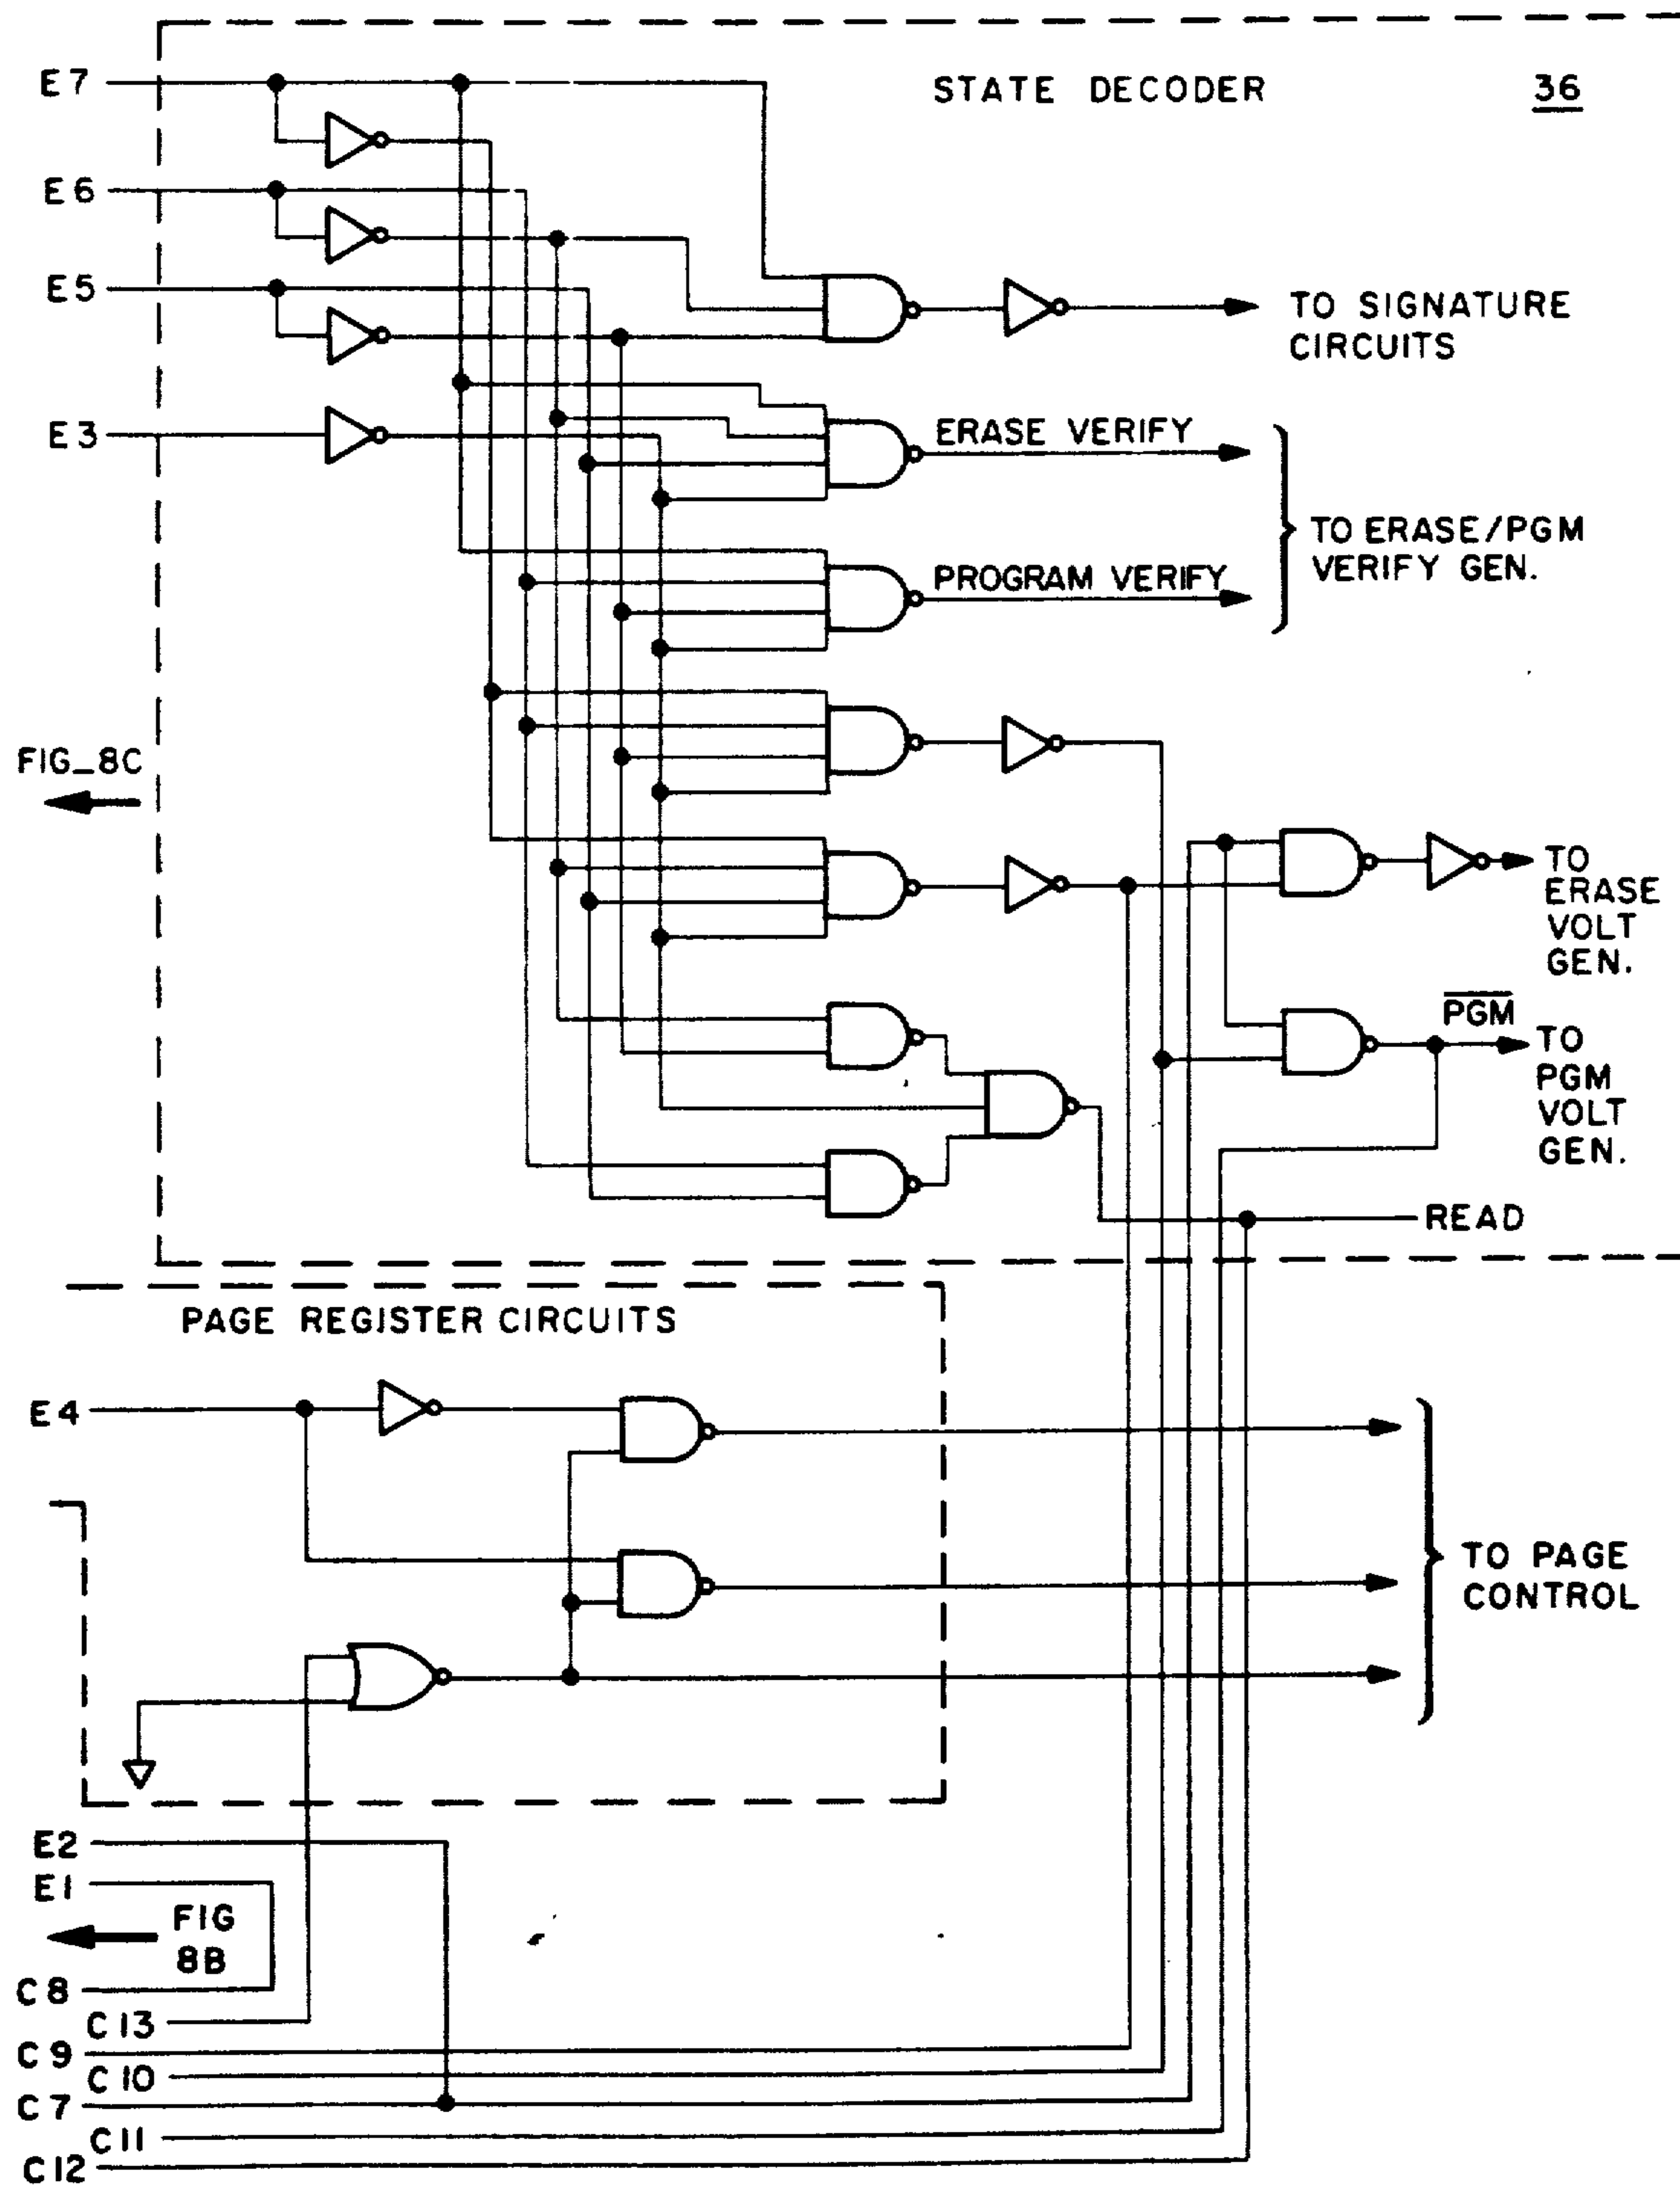 E7
STATE DECODER
36
E6
E5
TO SIGNATURE
CIRCUITS
E3
ERASE VERIFY
TO ERASE/PGM
VERIFY GEN.
PROGRAM VERIFY
FIG_8C
TO
ERASE
VOLT
GEN.
PGM
TO
PGM
VOLT
GEN.
READ
PAGE REGISTER CIRCUITS
E4
TO PAGE
CONTROL
E2
E1
FIG
8B
C8
C13
C9
C10
C7
C11
C12